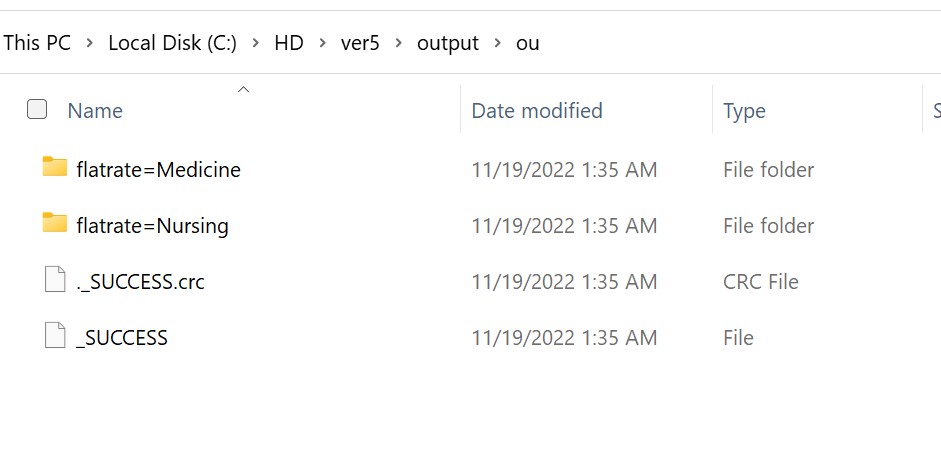 This PC > Local Disk (C:) > HD > ver5 > output > ou
Name Date modified Type S
flatrate=Medicine 11/19/2022 1:35 AM File folder
flatrate=Nursing 11/19/2022 1:35 AM File folder
._SUCCESS.crc 11/19/2022 1:35 AM CRC File
_SUCCESS 11/19/2022 1:35 AM File